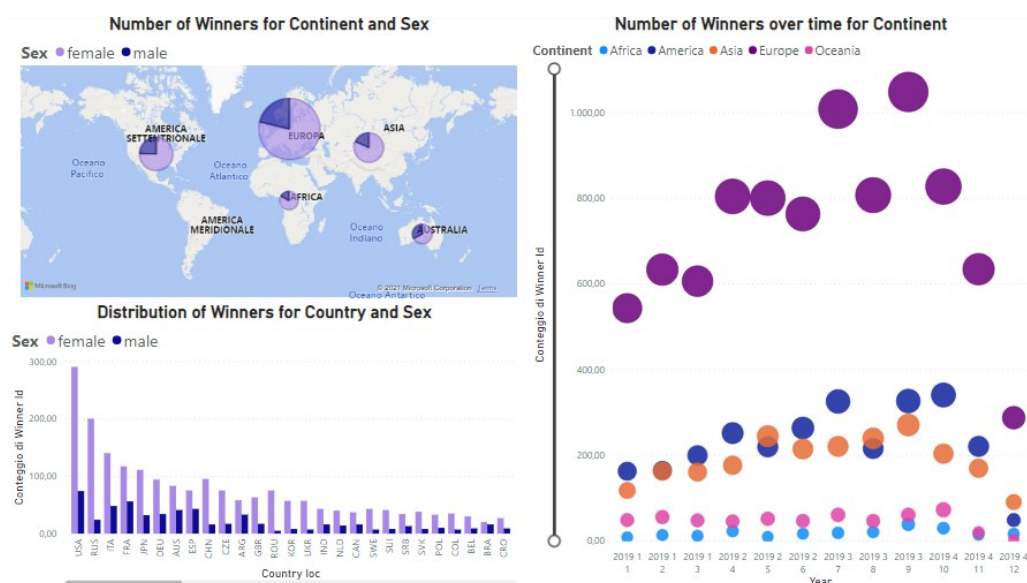 Number of Winners for Continent and Sex
Sex female male
AMERICA
SETTENTRIONALE
EUROPA
ASIA
Oceano
Pacifico
Oceano
Atlantico
AFRICA
AMERICA
MERIDIONALE
Oceano
Indiano
AUSTRALIA
Microsoft Bing
© 2021 Microsoft Corporation Terms
Oceano Antartico
Distribution of Winners for Country and Sex
Sex female male
Conteggio di Winner Id
300,00
200,00
100,00
0,00
USA RUS ITA FRA JPN DEU AUS ESP CHN CZE ARG GBR ROU KOR UKR IND NLD CAN SWE SUI SRB SVK POL COL BEL BRA CRO
Country Ioc
Number of Winners over time for Continent
Continent Africa America Asia Europe Oceania
Conteggio di Winner Id
1.000,00
800,00
600,00
400,00
200,00
0,00
2019 1 2019 1 2019 1 2019 2 2019 2 2019 2 2019 3 2019 3 2019 3 2019 4 2019 4 2019 4
1 2 3 4 5 6 7 8 9 10 11 12
Year